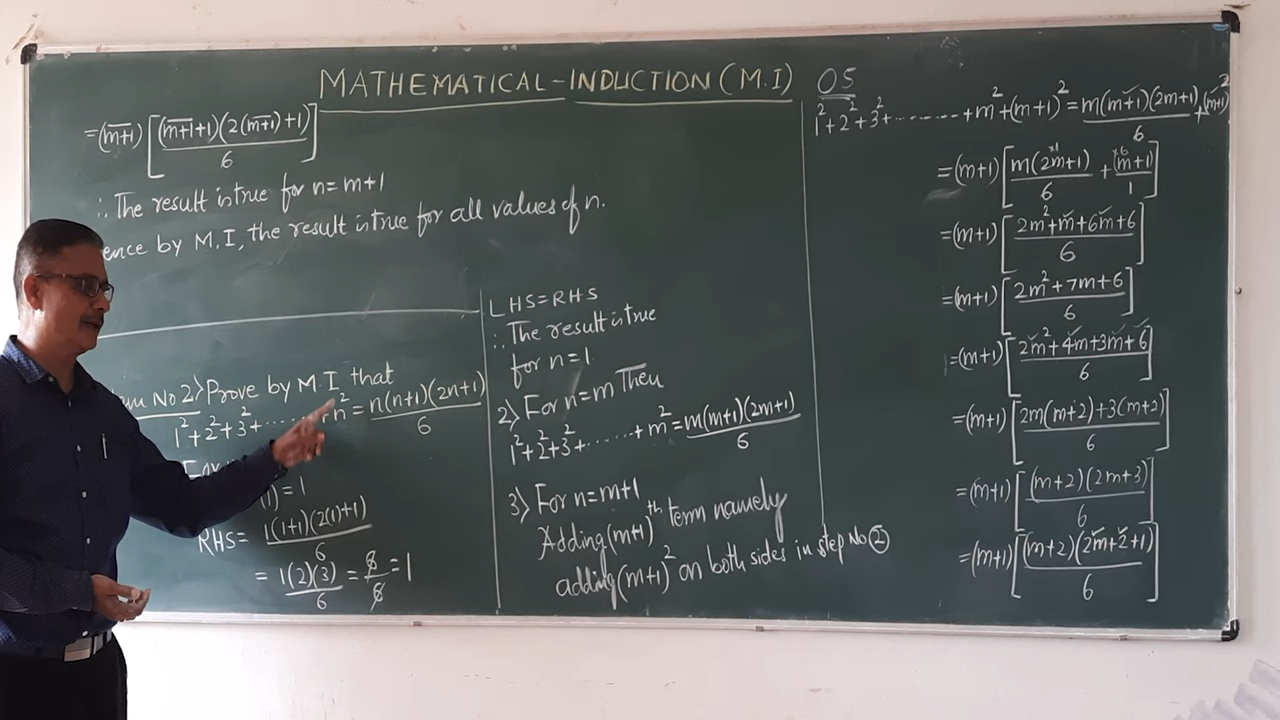 MATHEMATICAL-INDUCTION (M.I) 05
=(m+1) [(m+1+1)(2(m+1)+1)/6]
∴ The result is true for n=m+1
ence by M.I, the result is true for all values of n.
No 2) Prove by M.I that
1²+2²+3²+.......n² = n(n+1)(2n+1)/6
(1)=1
RHS= 1(1+1)(2(1)+1)/6
= 1(2)(3)/6 = 6/6 = 1
LHS=RHS
∴ The result is true
for n=1.
2) For n=m Then
1²+2²+3²+.......+m² = m(m+1)(2m+1)/6
3) For n=m+1
Adding (m+1)th term namely
adding (m+1)² on both sides in step No ②
1²+2²+3²+.........+m²+(m+1)² = m(m+1)(2m+1)/6 + (m+1)²
=(m+1) [m(2m+1)/6 ×1 + (m+1)/1 ×6]
=(m+1) [2m²+m+6m+6/6]
=(m+1) [2m²+7m+6/6]
=(m+1) [2m²+4m+3m+6/6]
=(m+1) [2m(m+2)+3(m+2)/6]
=(m+1) [(m+2)(2m+3)/6]
=(m+1) [(m+2)(2m+2+1)/6]